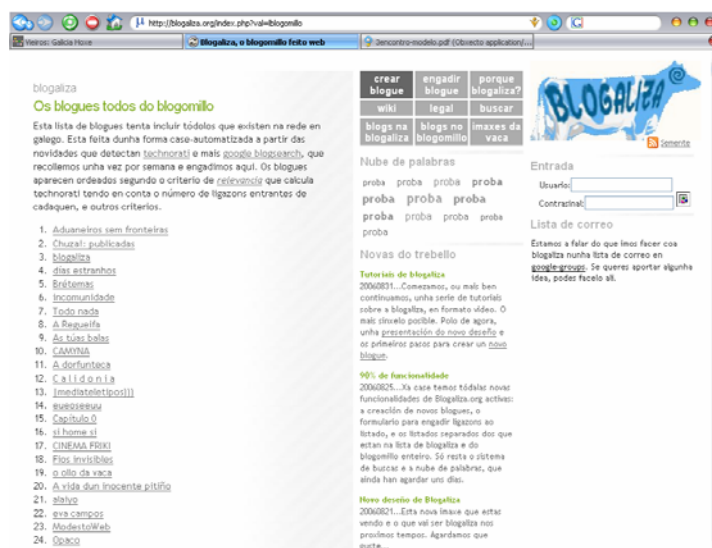 http://blogaliza.org/index.php?val=iblogomillo
Vieiros: Galicia Hoxe
Blogaliza, o blogomillo feito web
3encontro-modelo.pdf (Obxecto application/...
blogaliza
Os blogues todos do blogomillo
Esta lista de blogues tenta incluir tódolos que existen na rede en
galego. Esta feita dunha forma case-automatizada a partir das
novidades que detectan technorati e mais google blogsearch, que
recollemos unha vez por semana e engadimos aqui. Os blogues
aparecen ordeados segundo o criterio de relevancia que calcula
technorati tendo en conta o número de ligazons entrantes de
cadaquen, e outros criterios.
1. Aduaneiros sem fronteiras
2. Chuza!: publicadas
3. blogaliza
4. días estranhos
5. Brétemas
6. Incomunidade
7. Todo nada
8. A Regueifa
9. As túas balas
10. CAMYNA
11. A dorfunteca
12. C a l i d o n i a
13. [mediateletipos)))
14. eueoseeuu
15. Capítulo 0
16. si home si
17. CINEMA FRIKI
18. Fíos invisibles
19. o ollo da vaca
20. A vida dun inocente pitiño
21. alalyo
22. eva campos
23. ModestoWeb
24. Opaco
crear blogue
engadir blogue
porque blogaliza?
wiki
legal
buscar
blogs na blogaliza
blogs no blogomillo
imaxes da vaca
Nube de palabras
proba proba proba proba
proba proba proba
proba proba proba proba
proba
Novas do trebello
Tutoriais de blogaliza
20060831...Comezamos, ou mais ben
continuamos, unha serie de tutoriais
sobre a blogaliza, en formato vídeo. O
mais sinxelo posible. Polo de agora,
unha presentación do novo deseño e
os primeiros pasos para crear un novo
blogue.
90% de funcionalidade
20060825...Xa case temos tódalas novas
funcionalidades de Blogaliza.org activas:
a creación de novos blogues, o
formulario para engadir ligazons ao
listado, e os listados separados dos que
estan na lista de blogaliza e do
blogomillo enteiro. Só resta o sistema
de buscas e a nube de palabras, que
ainda han agardar uns días.
Novo deseño de Blogaliza
20060821...Esta nova imaxe que estas
vendo e o que vai ser blogaliza nos
proximos tempos. Agardamos que
guste...
BLOGALIZA
Somente
Entrada
Usuario:
Contrasinal:
Lista de correo
Estamos a falar do que imos facer coa
blogaliza nunha lista de correo en
google-groups. Se queres aportar algunha
idea, podes facelo alí.